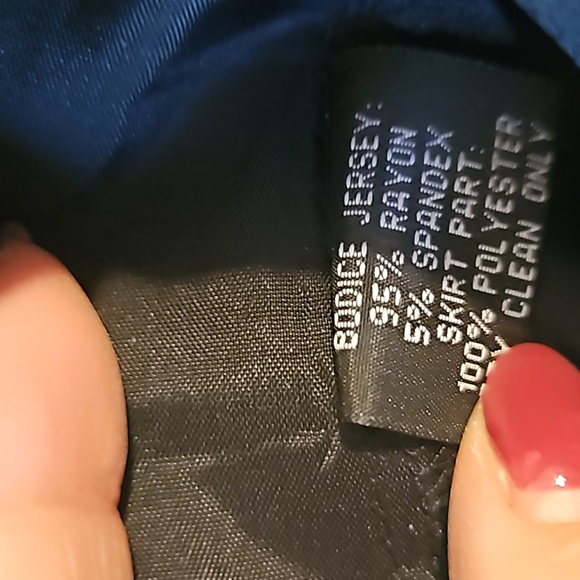 BODICE JERSEY:
95% RAYON
5% SPANDEX
SKIRT PART:
100% POLYESTER
CLEAN ONLY